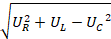 √(U_R² + U_L − U_C²)